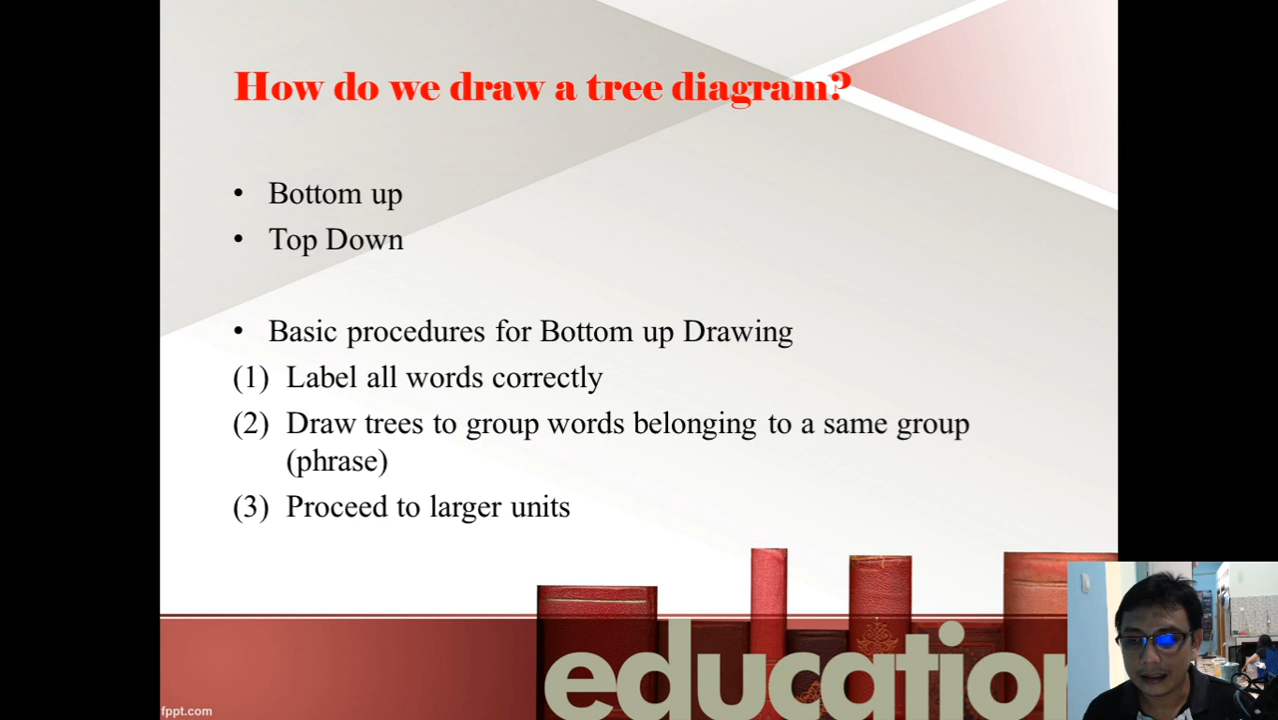 How do we draw a tree diagram?
• Bottom up
• Top Down
• Basic procedures for Bottom up Drawing
(1) Label all words correctly
(2) Draw trees to group words belonging to a same group
(phrase)
(3) Proceed to larger units
education
fppt.com